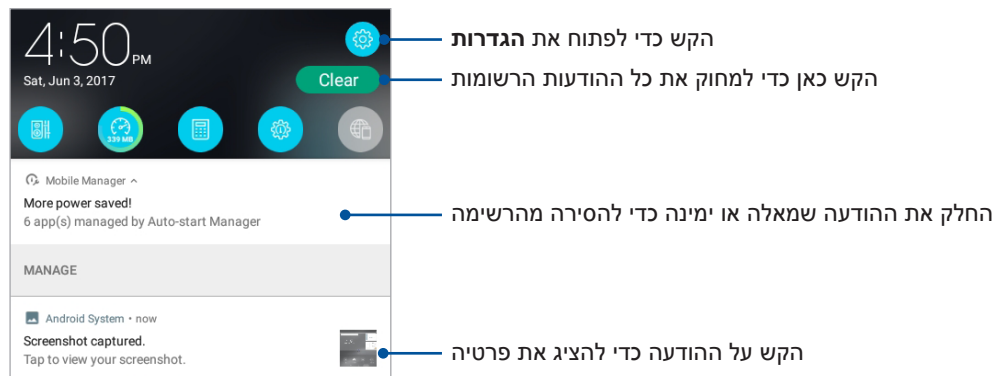 4:50 PM
Sat, Jun 3, 2017
Clear
339 MB
Mobile Manager
More power saved!
6 app(s) managed by Auto-start Manager
MANAGE
Android System • now
Screenshot captured.
Tap to view your screenshot.
הקש כדי לפתוח את הגדרות
הקש כאן כדי למחוק את כל ההודעות הרשומות
החלק את ההודעה שמאלה או ימינה כדי להסירה מהרשימה
הקש על ההודעה כדי להציג את פרטיה